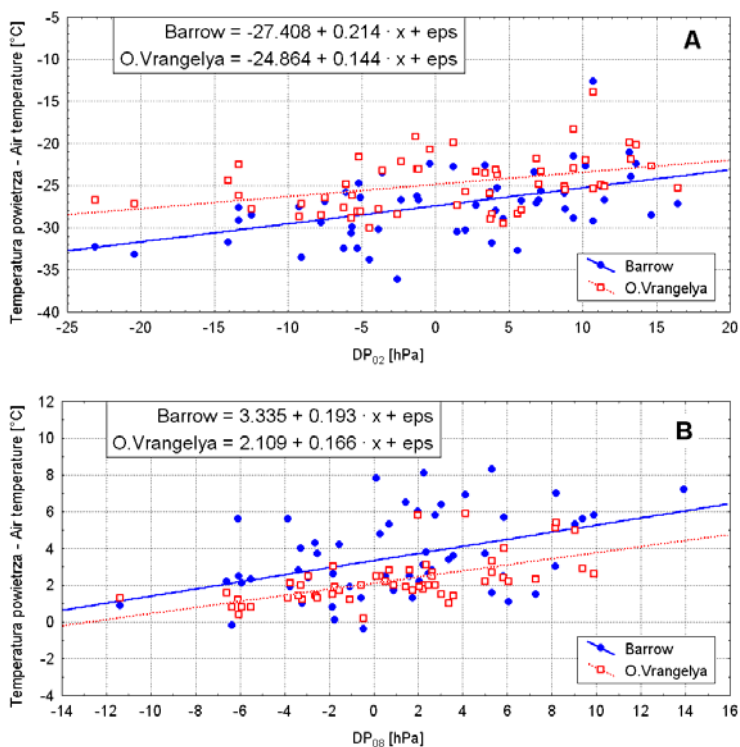 Barrow = -27.408 + 0.214 · x + eps
O.Vrangelya = -24.864 + 0.144 · x + eps
A
Temperatura powietrza - Air temperature [°C]
-5
-10
-15
-20
-25
-30
-35
-40
Barrow
O.Vrangelya
-25 -20 -15 -10 -5 0 5 10 15 20
DP02 [hPa]
Barrow = 3.335 + 0.193 · x + eps
O.Vrangelya = 2.109 + 0.166 · x + eps
B
Temperatura powietrza - Air temperature [°C]
12
10
8
6
4
2
0
-2
-4
Barrow
O.Vrangelya
-14 -12 -10 -8 -6 -4 -2 0 2 4 6 8 10 12 14 16
DP08 [hPa]